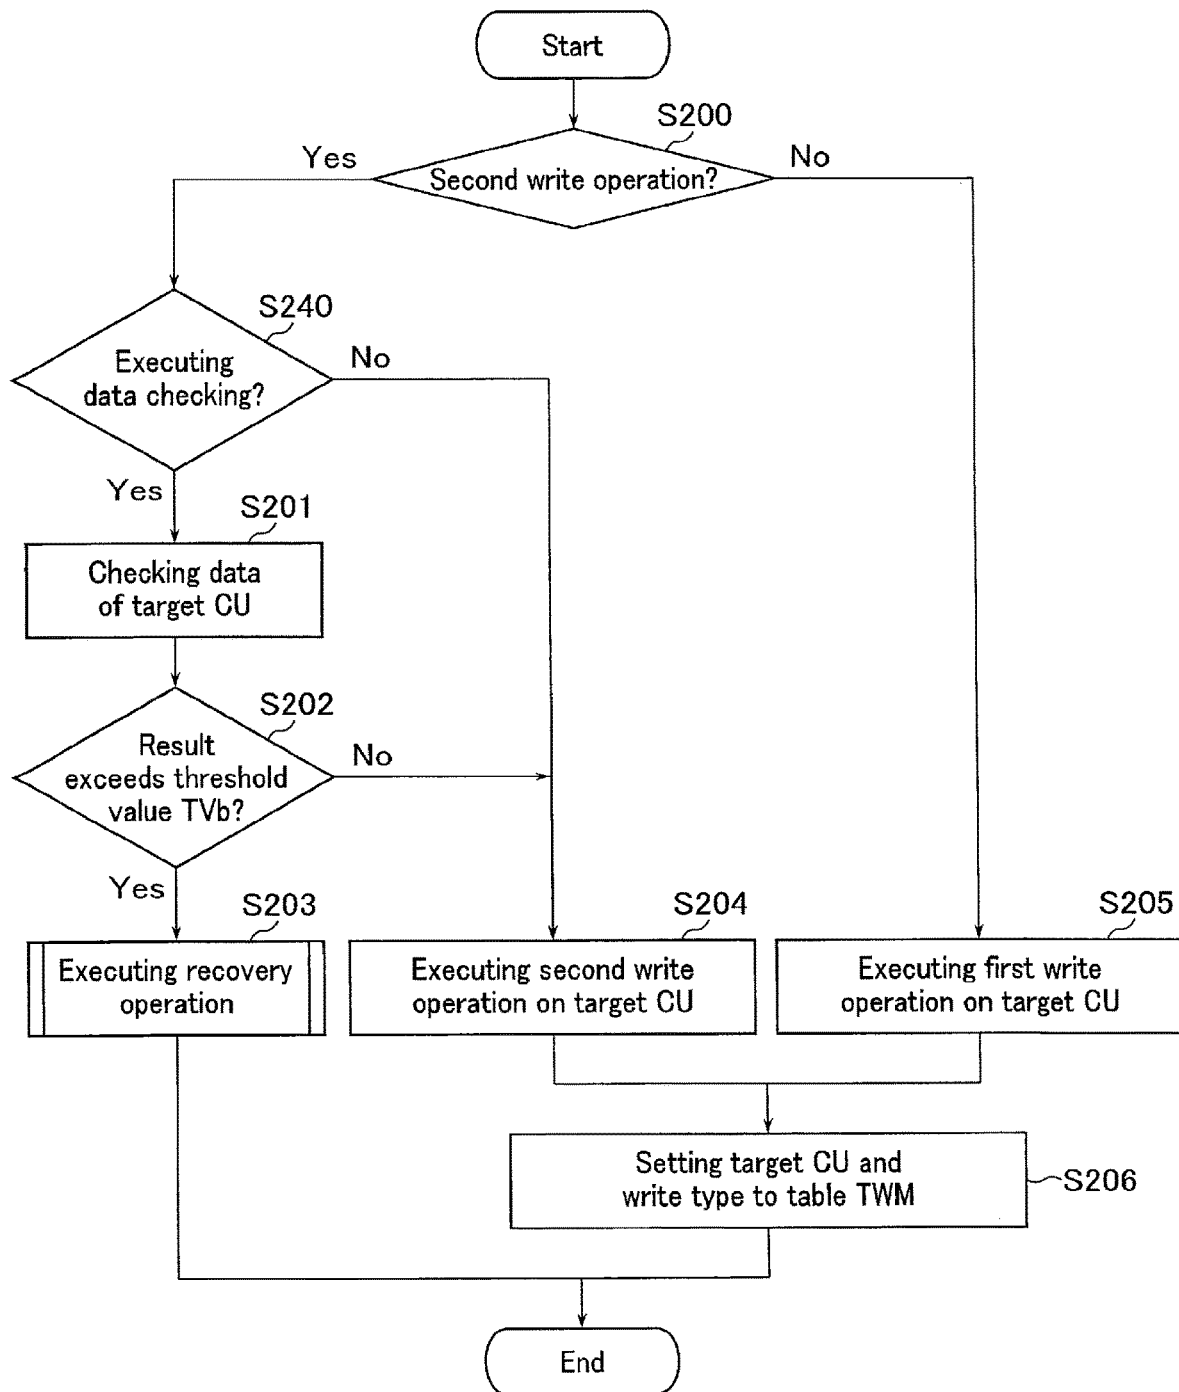 Start
S200
Yes
No
Second write operation?
S240
Executing
data checking?
No
Yes
S201
Checking data
of target CU
S202
Result
exceeds threshold
value TVb?
No
Yes
S203
Executing recovery
operation
S204
Executing second write
operation on target CU
S205
Executing first write
operation on target CU
Setting target CU and
write type to table TWM
S206
End